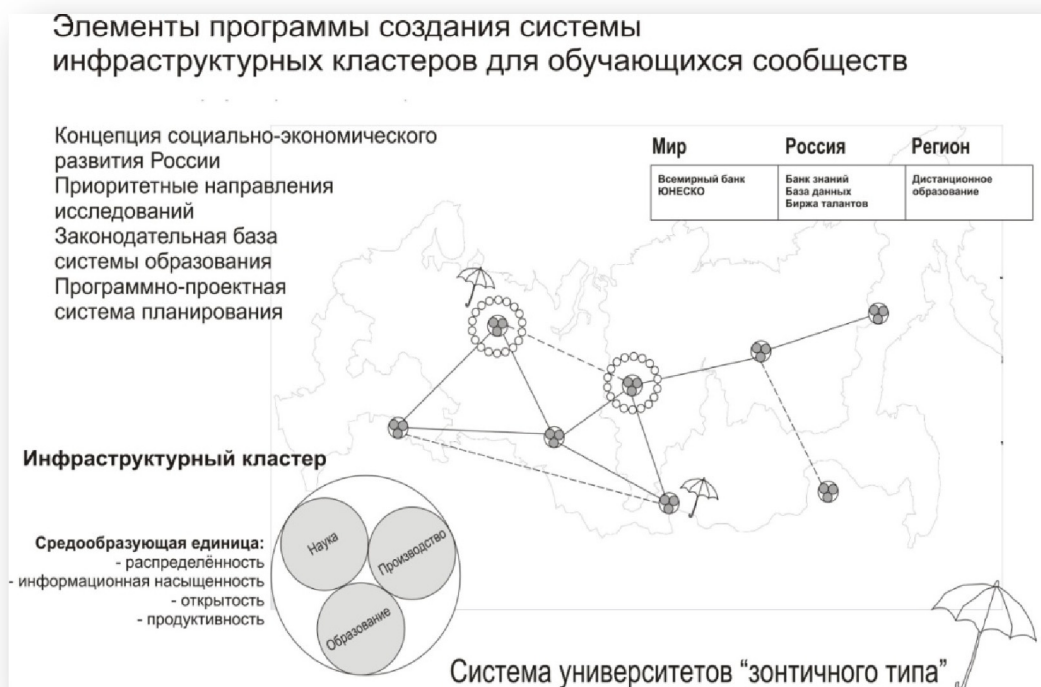 Элементы программы создания системы
инфраструктурных кластеров для обучающихся сообществ
Концепция социально-экономического
развития России
Приоритетные направления
исследований
Законодательная база
системы образования
Программно-проектная
система планирования
Мир
Россия
Регион
Всемирный банк
ЮНЕСКО
Банк знаний
База данных
Биржа талантов
Дистанционное
образование
Инфраструктурный кластер
Средообразующая единица:
- распределённость
- информационная насыщенность
- открытость
- продуктивность
Наука
Производство
Образование
Система университетов “зонтичного типа”